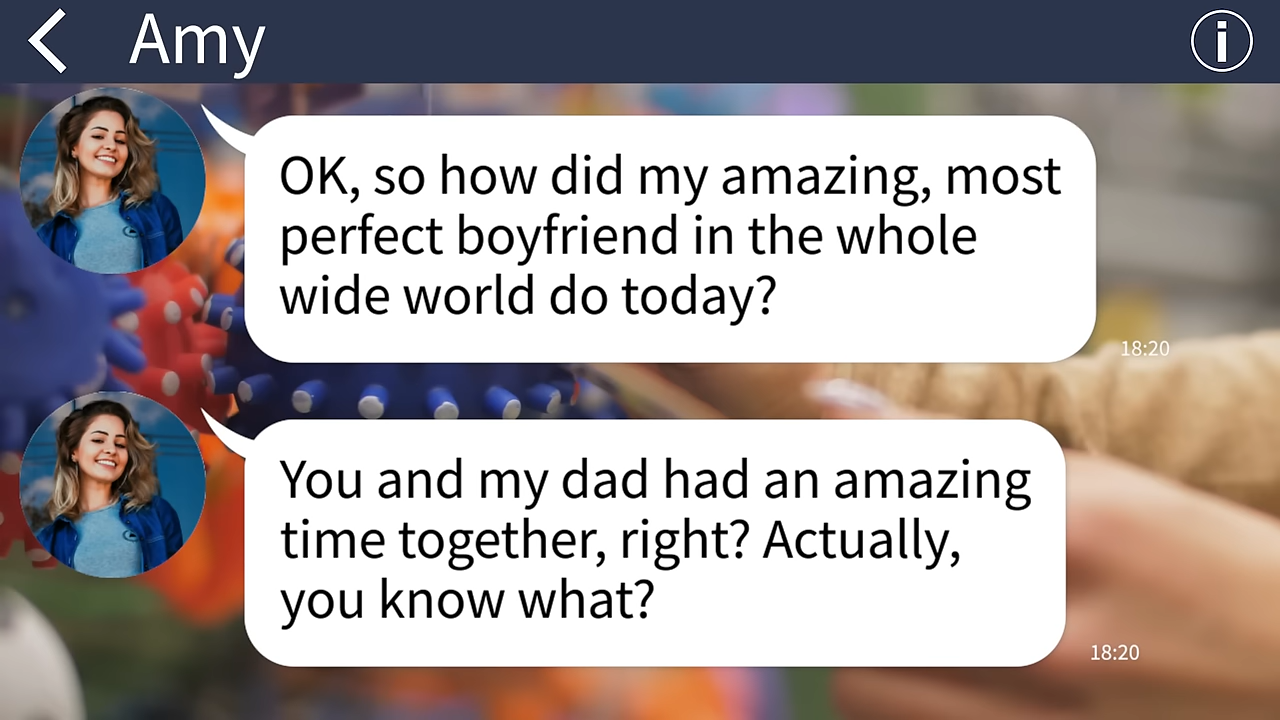 Amy
OK, so how did my amazing, most
perfect boyfriend in the whole
wide world do today?
18:20
You and my dad had an amazing
time together, right? Actually,
you know what?
18:20